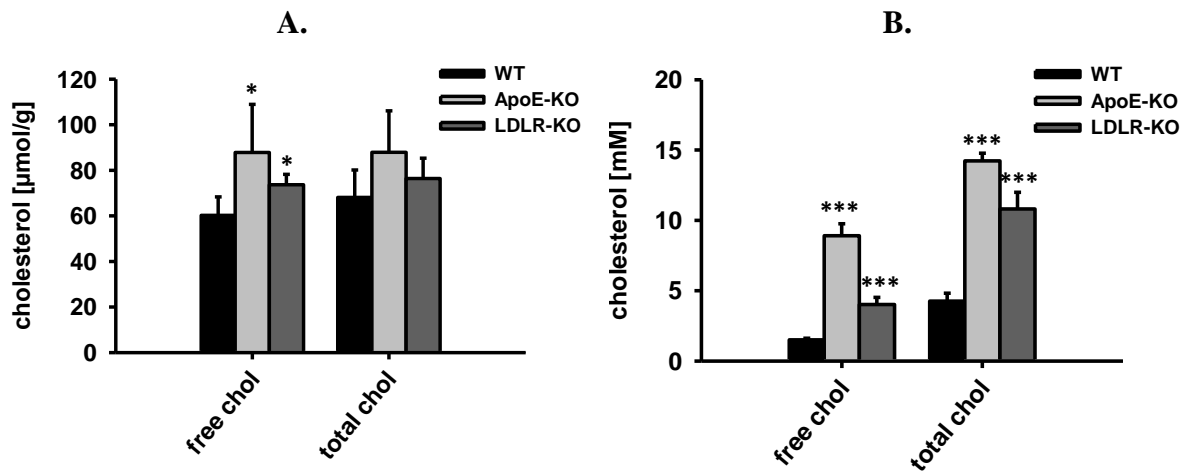 A.
cholesterol [µmol/g]
120
100
80
60
40
20
0
WT
ApoE-KO
LDLR-KO
*
*
free chol
total chol
B.
cholesterol [mM]
20
15
10
5
0
WT
ApoE-KO
LDLR-KO
***
***
***
***
free chol
total chol